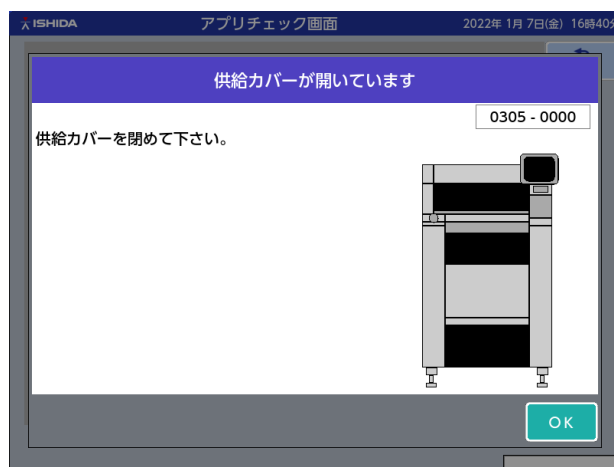 ISHIDA
アプリチェック画面
2022年 1月 7日(金) 16時40分
供給カバーが開いています
0305 - 0000
供給カバーを閉めて下さい。
OK